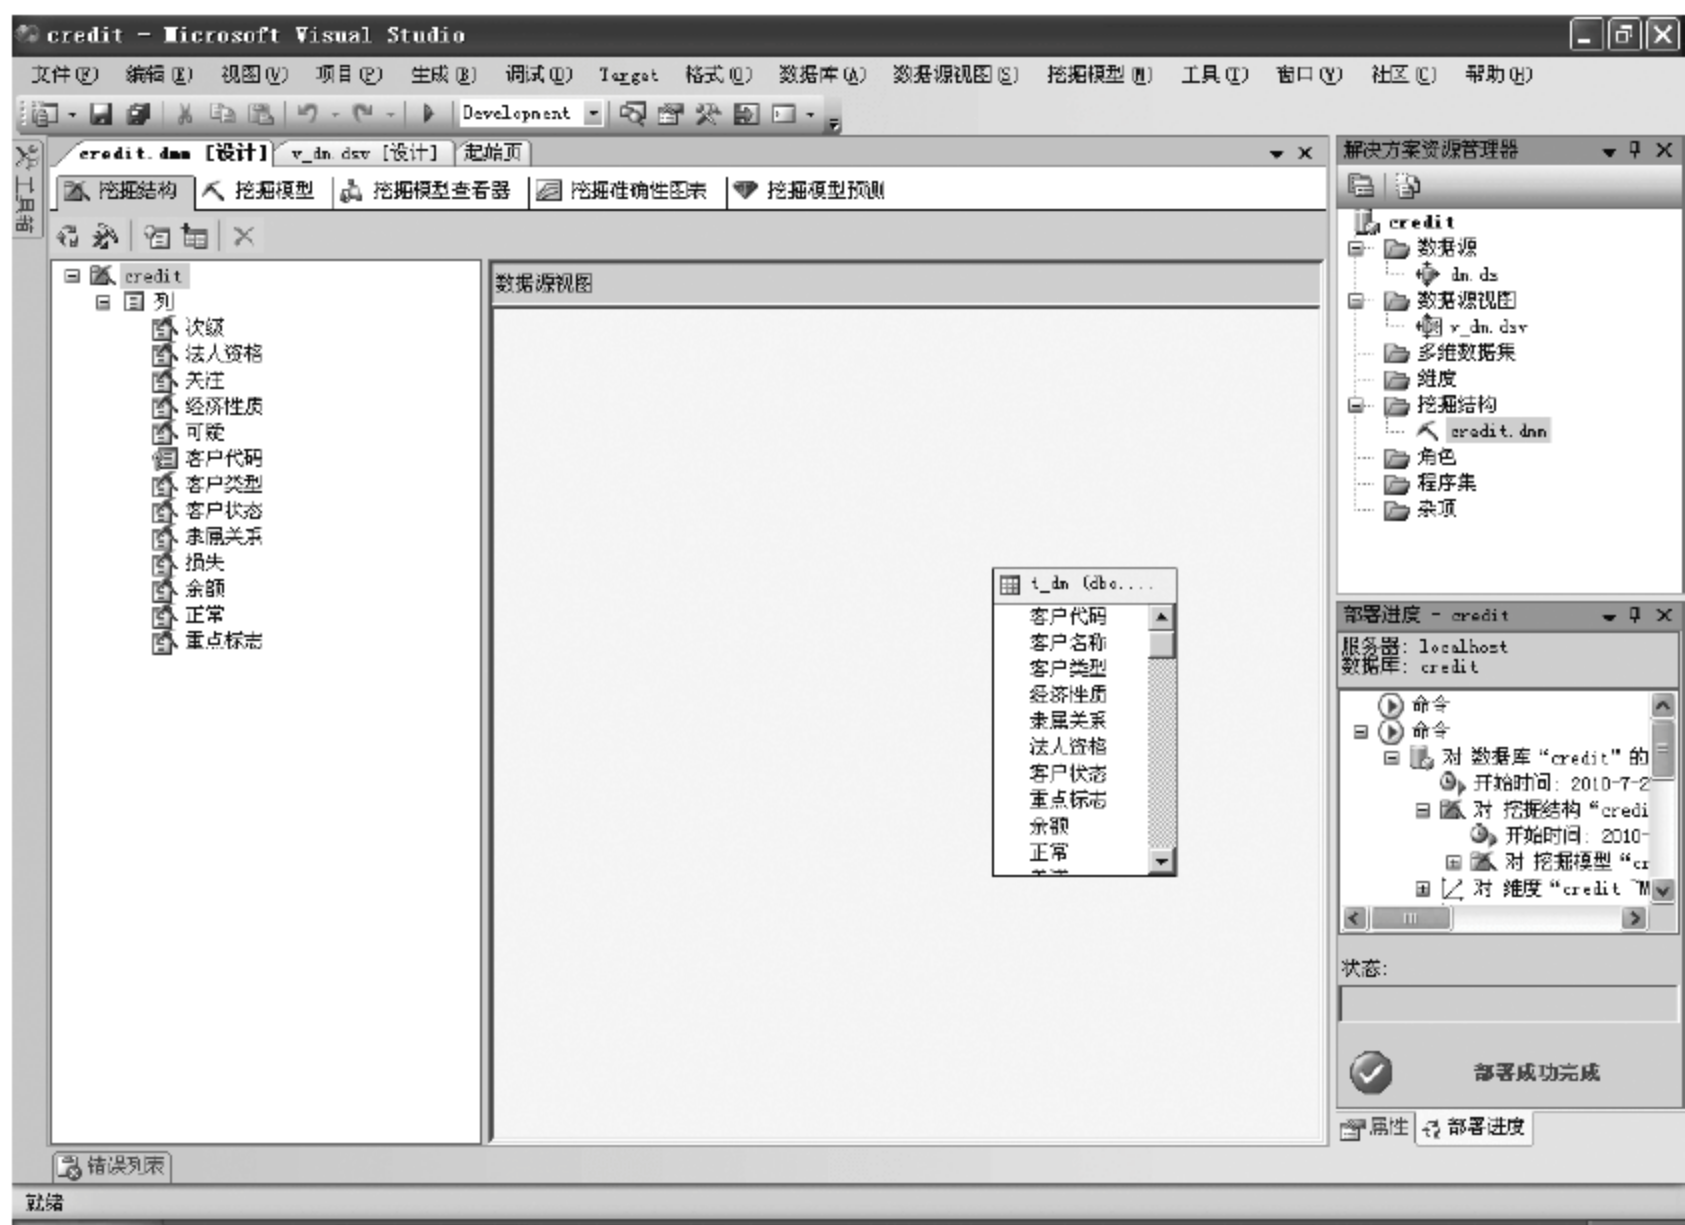 credit - Microsoft Visual Studio
文件(F) 编辑(E) 视图(V) 项目(P) 生成(B) 调试(D) Target 格式(O) 数据库(A) 数据源视图(S) 挖掘模型(M) 工具(T) 窗口(Y) 社区(C) 帮助(H)
Development
credit.dmm [设计] v_dm.dsv [设计] 起始页
挖掘结构 挖掘模型 挖掘模型查看器 挖掘准确性图表 挖掘模型预测
工具箱
credit
列
次级
法人资格
关注
经济性质
可疑
客户代码
客户类型
客户状态
隶属关系
损失
余额
正常
重点标志
数据源视图
t_dm (dbo....
客户代码
客户名称
客户类型
经济性质
隶属关系
法人资格
客户状态
重点标志
余额
正常
解决方案资源管理器
credit
数据源
dm.ds
数据源视图
v_dm.dsv
多维数据集
维度
挖掘结构
credit.dmm
角色
程序集
杂项
部署进度 - credit
服务器: localhost
数据库: credit
命令
命令
对 数据库 “credit” 的
开始时间: 2010-7-2
对 挖掘结构 “credi
开始时间: 2010-
对 挖掘模型 “cr
对 维度 “credit ~M
状态:
部署成功完成
属性 部署进度
错误列表
就绪